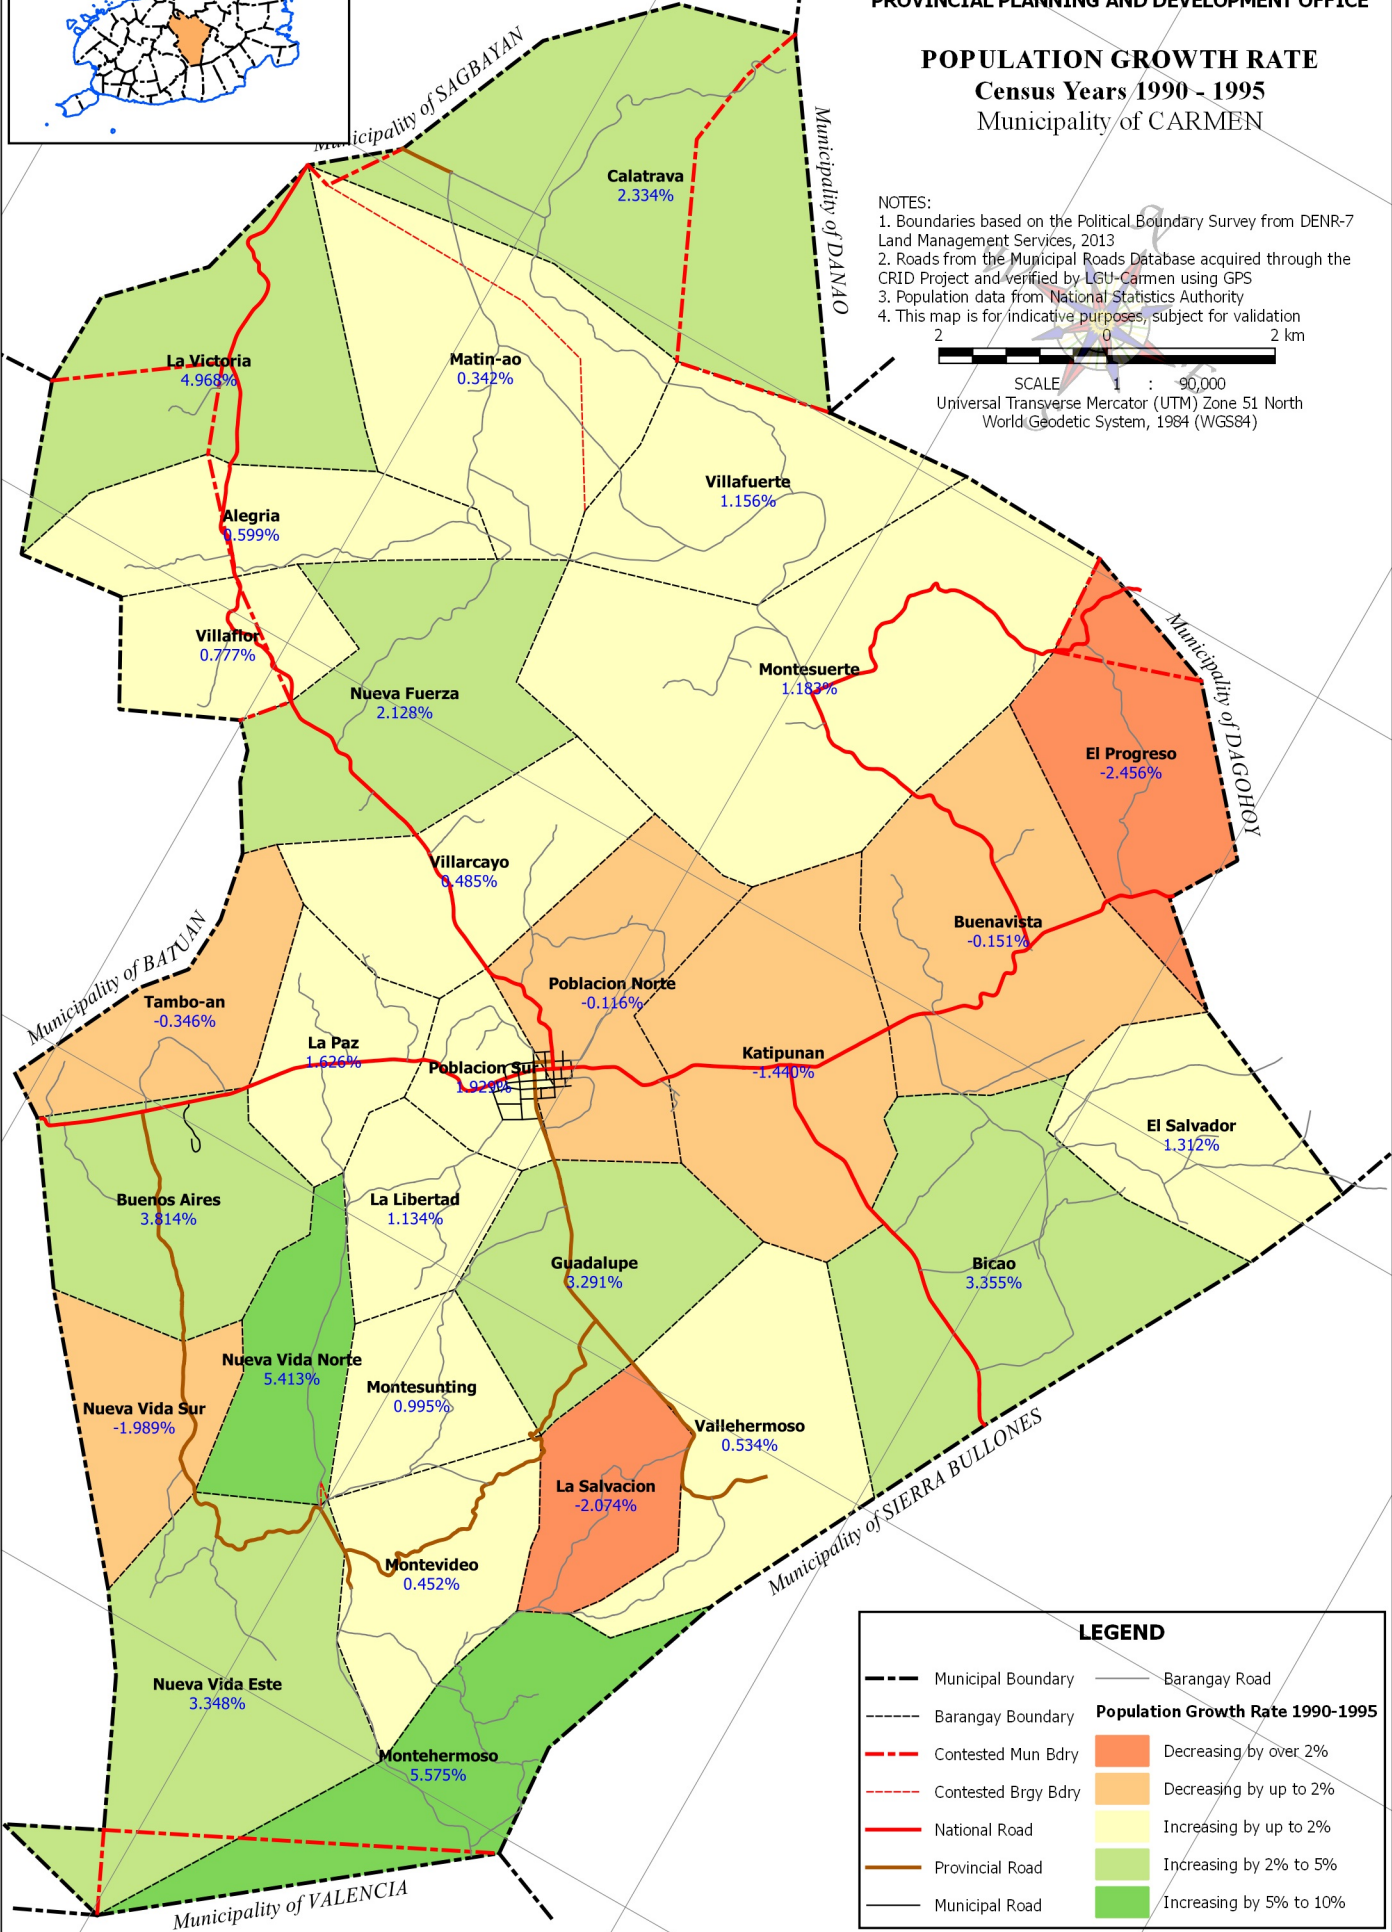 PROVINCIAL PLANNING AND DEVELOPMENT OFFICE
POPULATION GROWTH RATE
Census Years 1990 - 1995
Municipality of CARMEN
NOTES:
1. Boundaries based on the Political Boundary Survey from DENR-7
Land Management Services, 2013
2. Roads from the Municipal Roads Database acquired through the
CRID Project and verified by LGU-Carmen using GPS
3. Population data from National Statistics Authority
4. This map is for indicative purposes, subject for validation
2 0 2 km
SCALE 1 : 90,000
Universal Transverse Mercator (UTM) Zone 51 North
World Geodetic System, 1984 (WGS84)
Municipality of SAGBAYAN
Municipality of DANAO
Municipality of DAGOHOY
Municipality of BATUAN
Municipality of SIERRA BULLONES
Municipality of VALENCIA
Calatrava
2.334%
La Victoria
4.968%
Matin-ao
0.342%
Villafuerte
1.156%
Alegria
0.599%
Villaflor
0.777%
Nueva Fuerza
2.128%
Montesuerte
1.183%
El Progreso
-2.456%
Villarcayo
0.485%
Buenavista
-0.151%
Poblacion Norte
-0.116%
Tambo-an
-0.346%
La Paz
1.626%
Poblacion Sur
1.929%
Katipunan
-1.440%
El Salvador
1.312%
Buenos Aires
3.814%
La Libertad
1.134%
Guadalupe
3.291%
Bicao
3.355%
Nueva Vida Norte
5.413%
Montesunting
0.995%
Nueva Vida Sur
-1.989%
Vallehermoso
0.534%
La Salvacion
-2.074%
Montevideo
0.452%
Nueva Vida Este
3.348%
Montehermoso
5.575%
LEGEND
Municipal Boundary
Barangay Boundary
Contested Mun Bdry
Contested Brgy Bdry
National Road
Provincial Road
Municipal Road
Barangay Road
Population Growth Rate 1990-1995
Decreasing by over 2%
Decreasing by up to 2%
Increasing by up to 2%
Increasing by 2% to 5%
Increasing by 5% to 10%